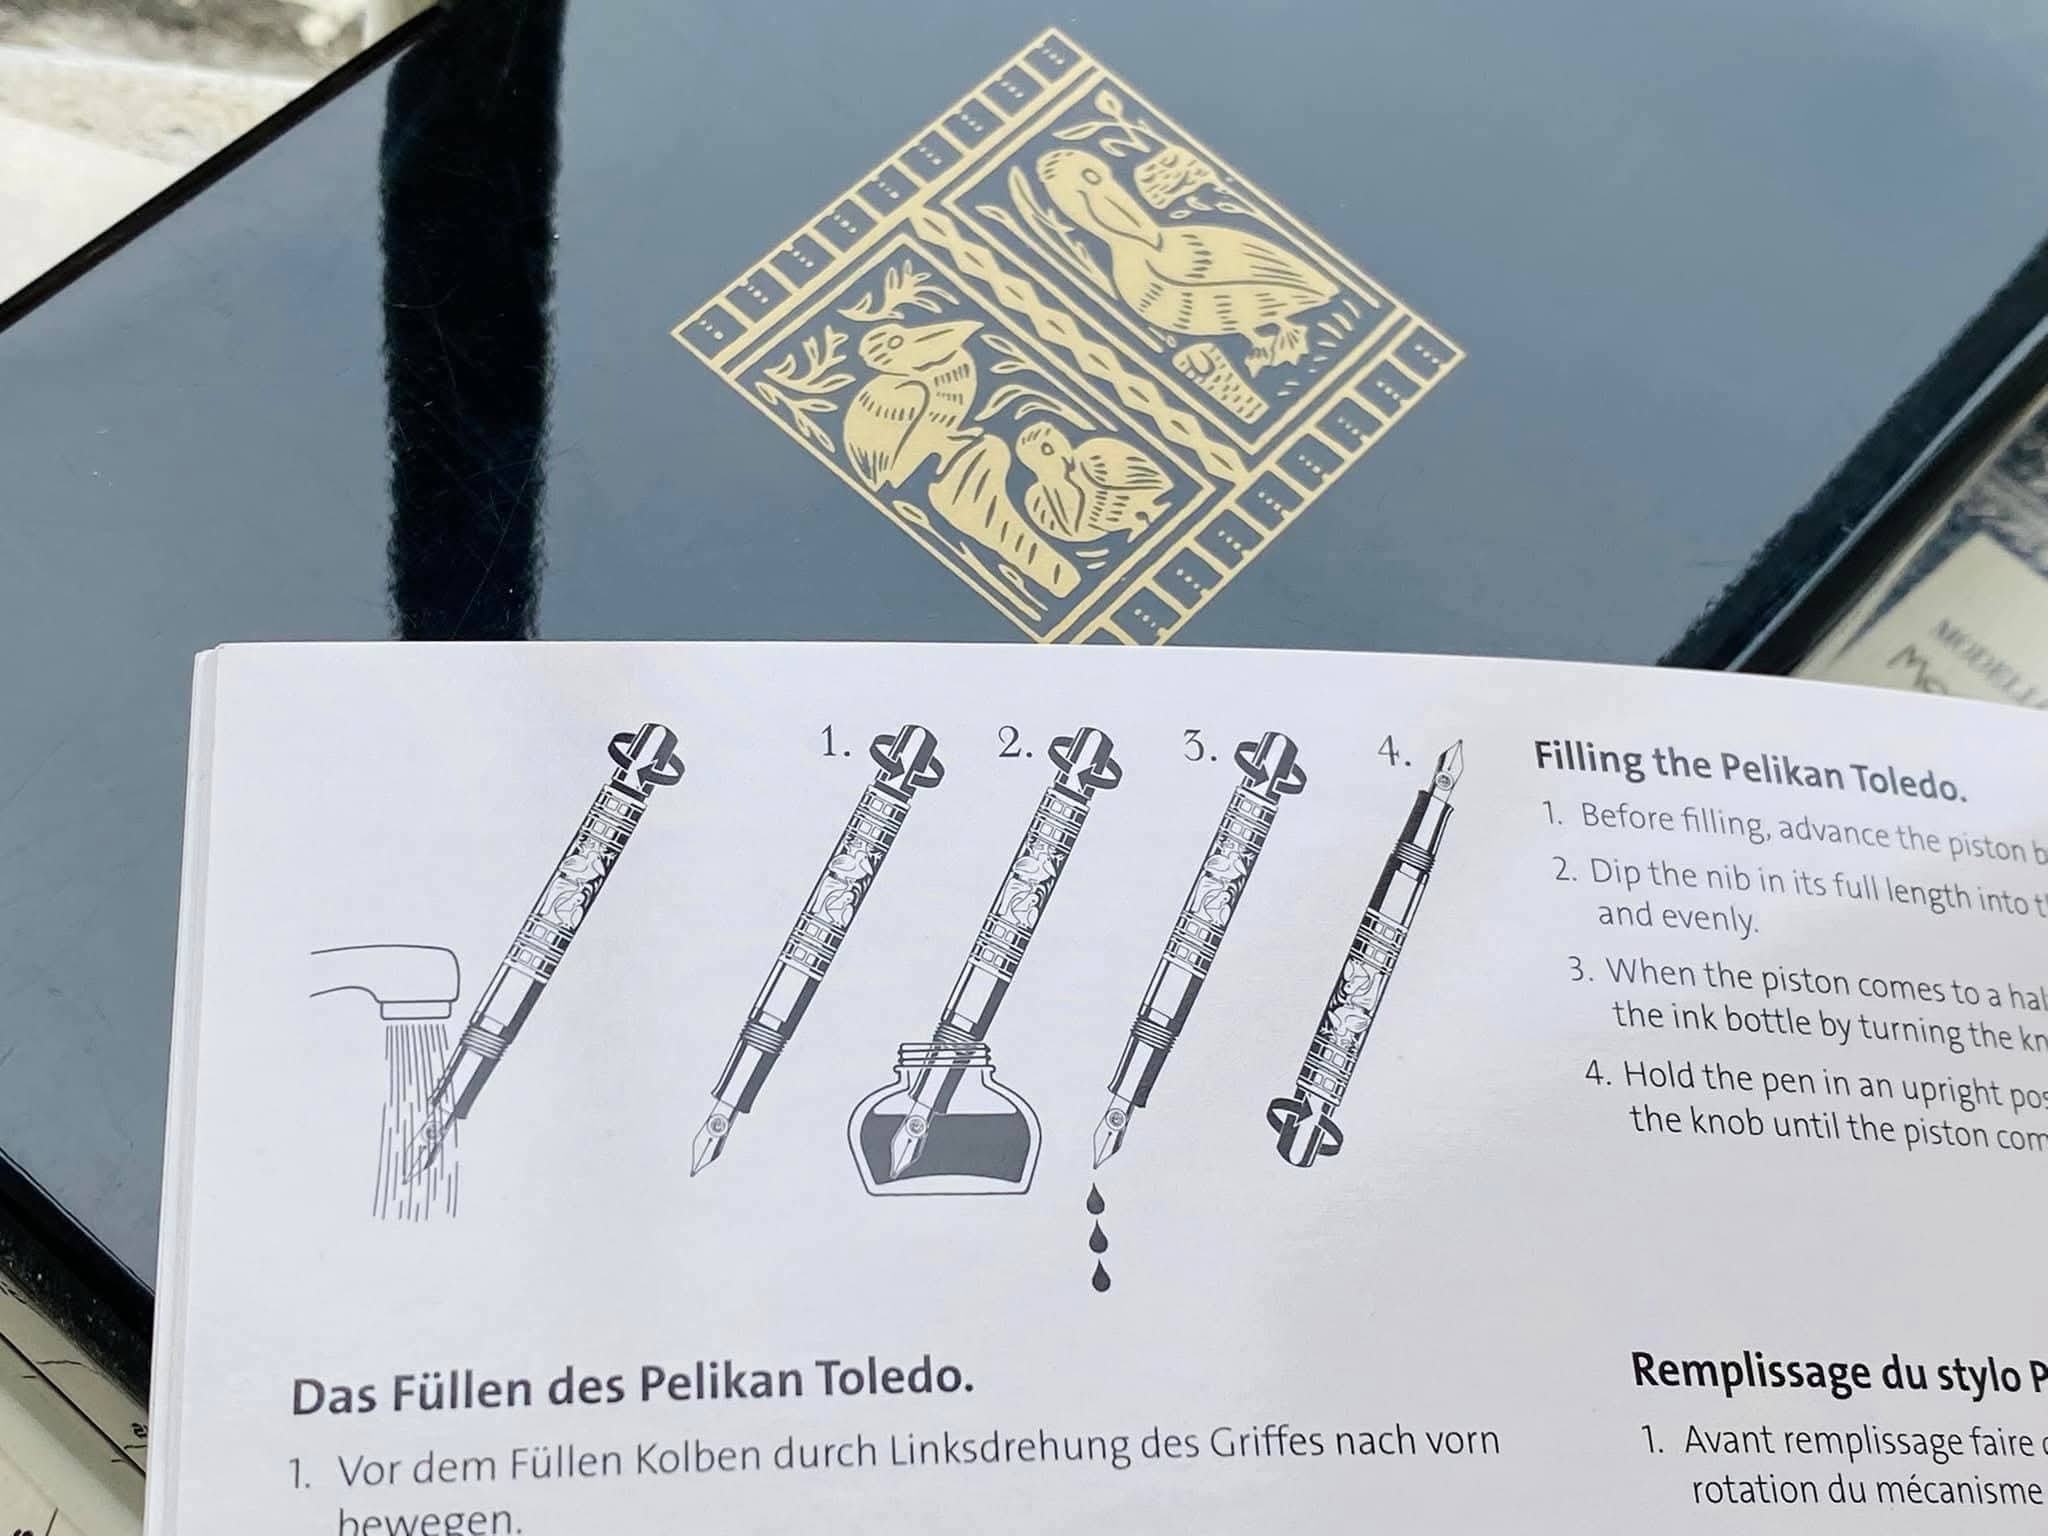 MODELL
1.
2.
3.
4.
Filling the Pelikan Toledo.
1. Before filling, advance the piston
2. Dip the nib in its full length into
and evenly.
3. When the piston comes to a
the ink bottle by turning the
4. Hold the pen in an upright
the knob until the piston
Das Füllen des Pelikan Toledo.
1. Vor dem Füllen Kolben durch Linksdrehung des Griffes nach vorn
bewegen.
Remplissage du stylo
1. Avant remplissage faire
rotation du mécanisme